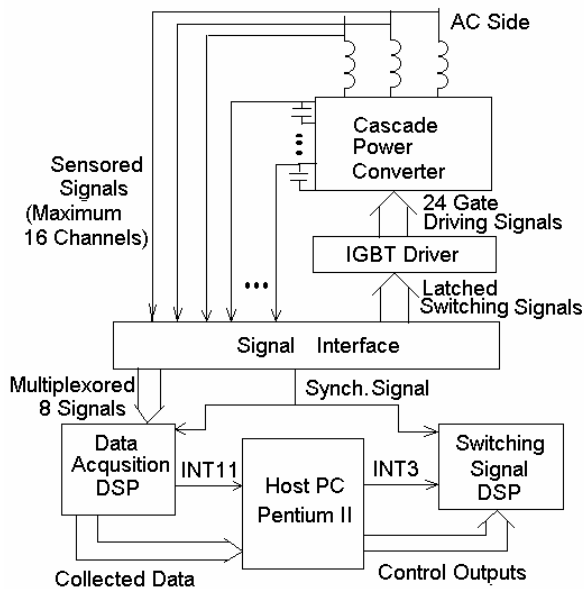 AC Side
Cascade
Power
Converter
Sensored
Signals
(Maximum
16 Channels)
24 Gate
Driving Signals
IGBT Driver
Latched
Switching Signals
Signal Interface
Multiplexored
8 Signals
Synch. Signal
Data
Acqusition
DSP
INT11
Host PC
Pentium II
INT3
Switching
Signal
DSP
Collected Data
Control Outputs